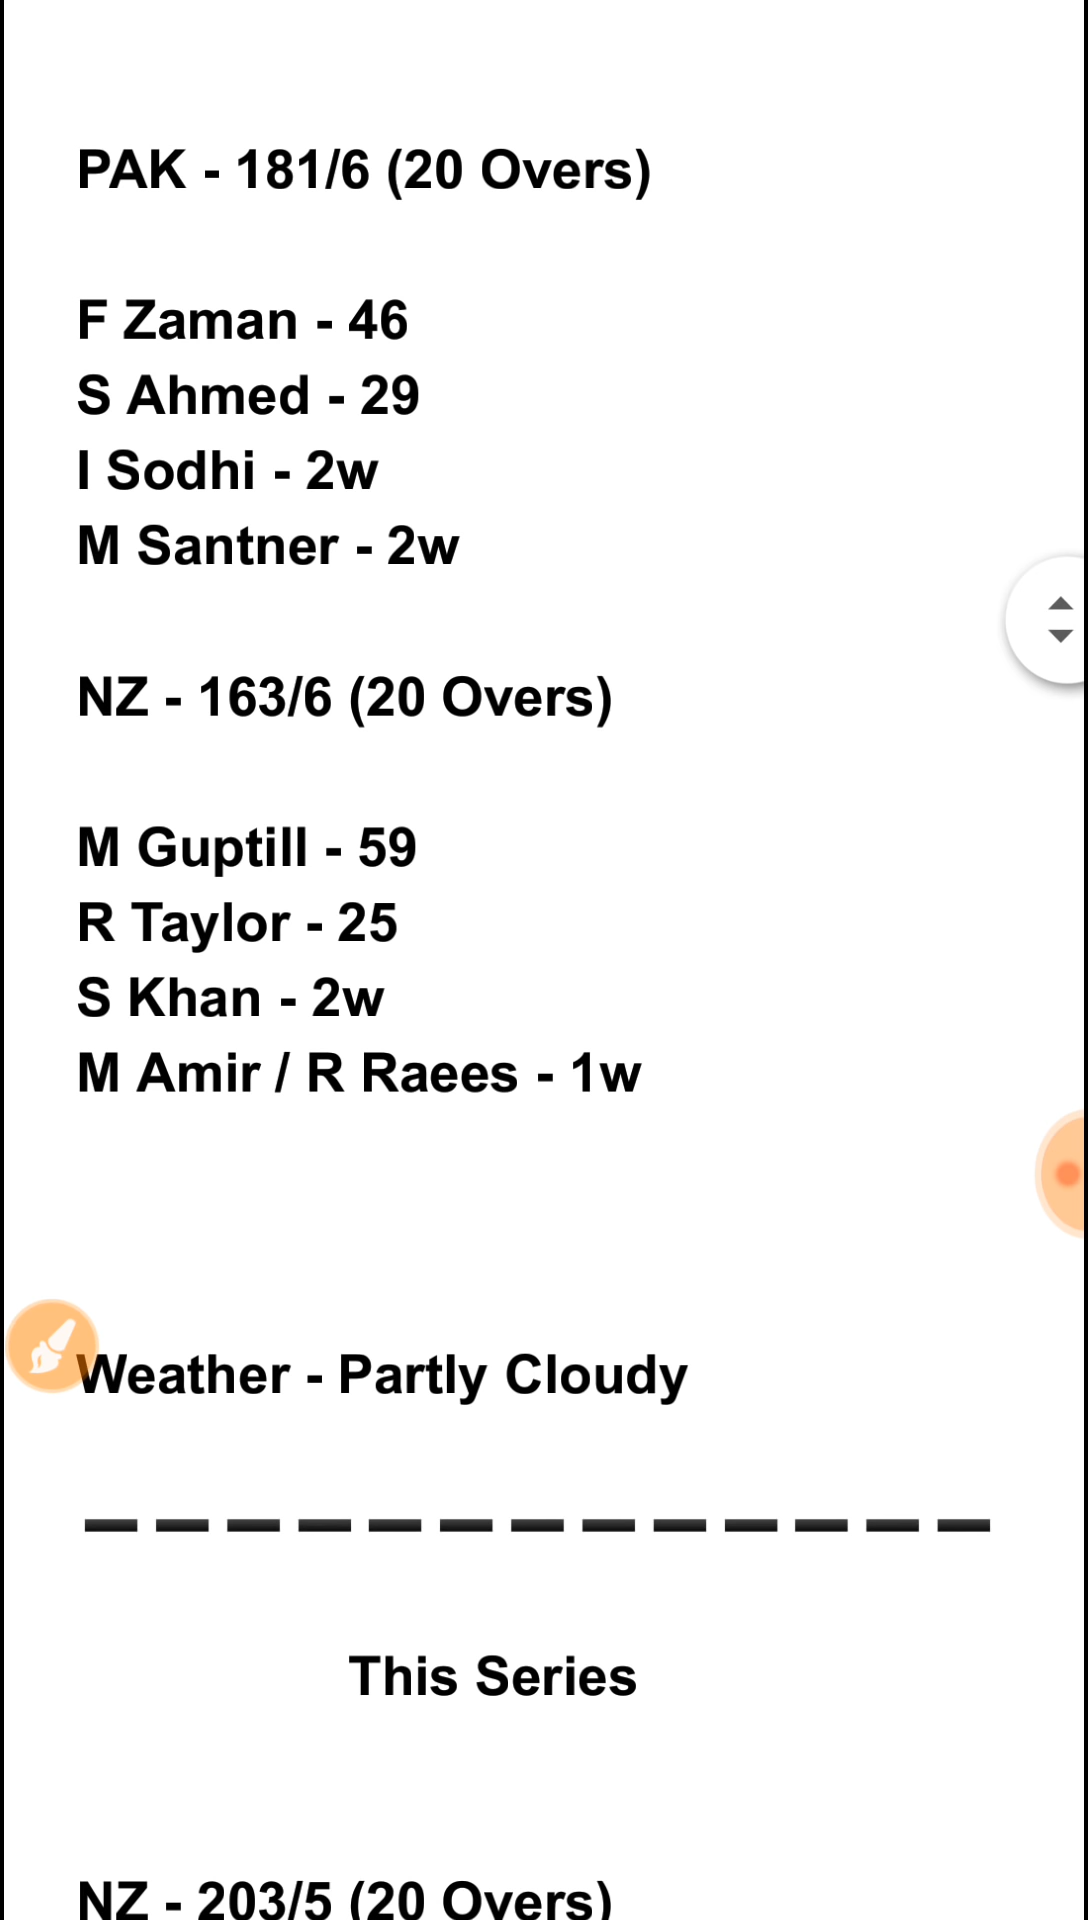 PAK - 181/6 (20 Overs)
F Zaman - 46
S Ahmed - 29
I Sodhi - 2w
M Santner - 2w
NZ - 163/6 (20 Overs)
M Guptill - 59
R Taylor - 25
S Khan - 2w
M Amir / R Raees - 1w
Weather - Partly Cloudy
This Series
NZ - 203/5 (20 Overs)